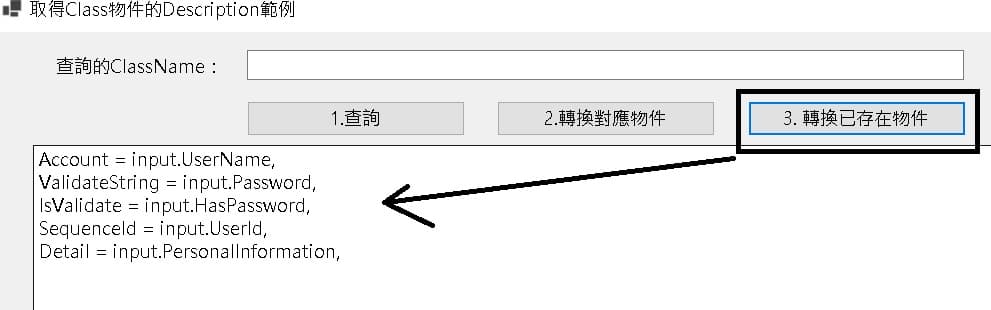 取得Class物件的Description範例
查詢的ClassName：
1.查詢
2.轉換對應物件
3. 轉換已存在物件
Account = input.UserName,
ValidateString = input.Password,
IsValidate = input.HasPassword,
SequenceId = input.UserId,
Detail = input.PersonalInformation,